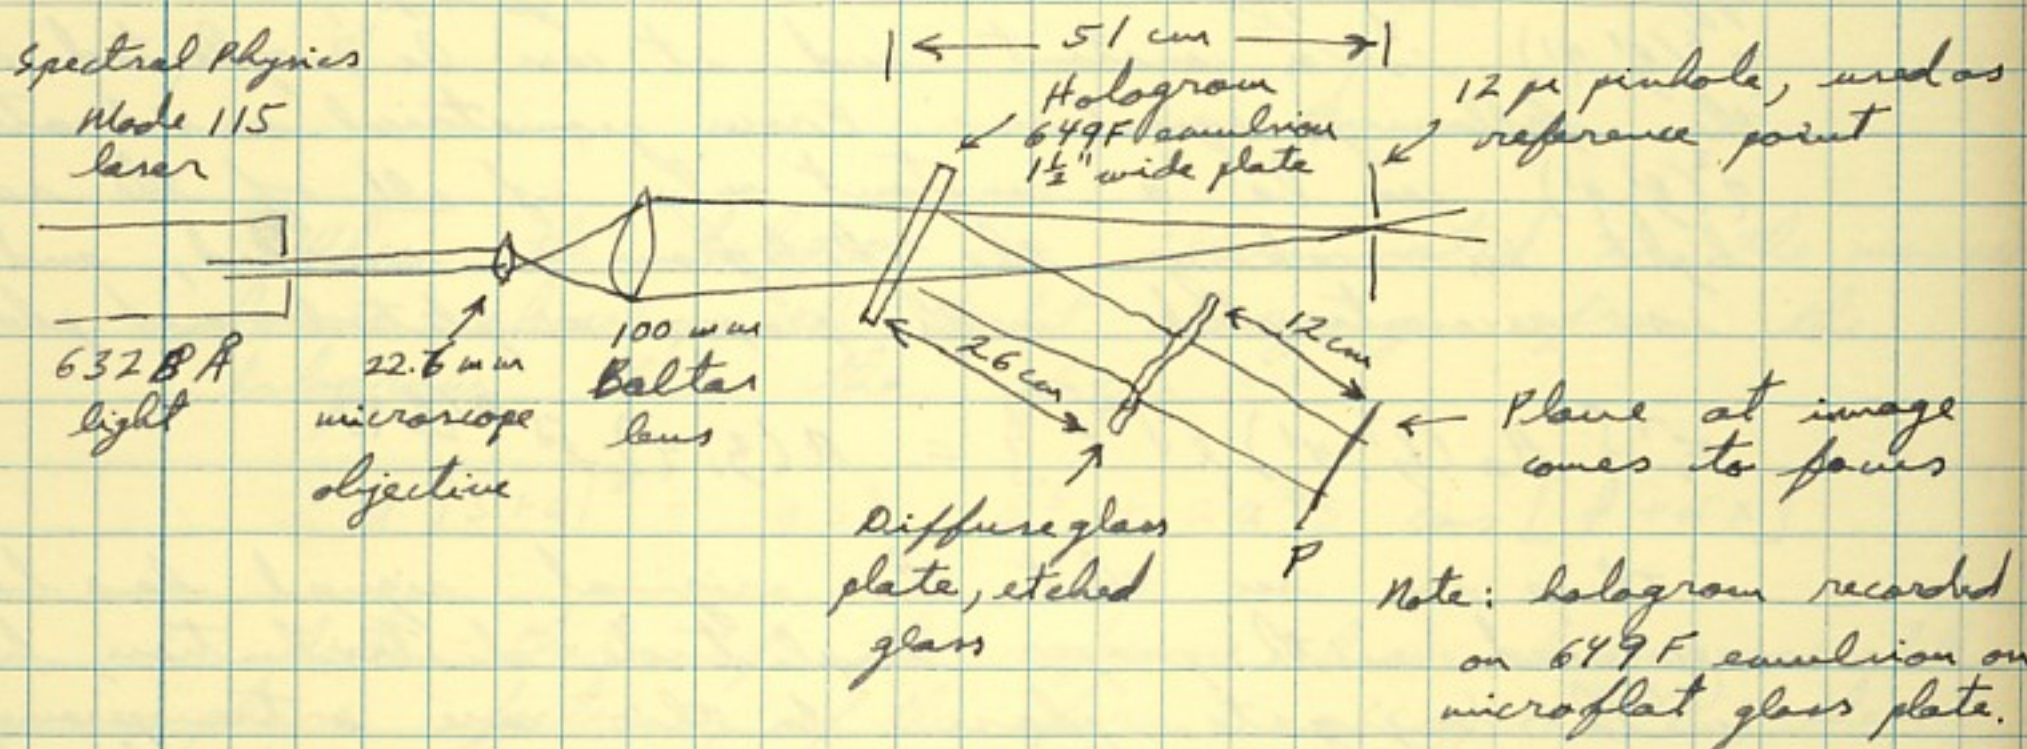 Spectral Physics
Mode 115
laser
6328 Å
light
22.6 mm
microscope
objective
100 mm
Baltar
lens
51 cm
Hologram
649F emulsion
1½" wide plate
12 μ pinhole, used as
reference point
26 cm
12 cm
Diffuse glass
plate, etched
glass
Plane at image
comes to focus
P
Note: hologram recorded
on 649F emulsion on
microflat glass plate.